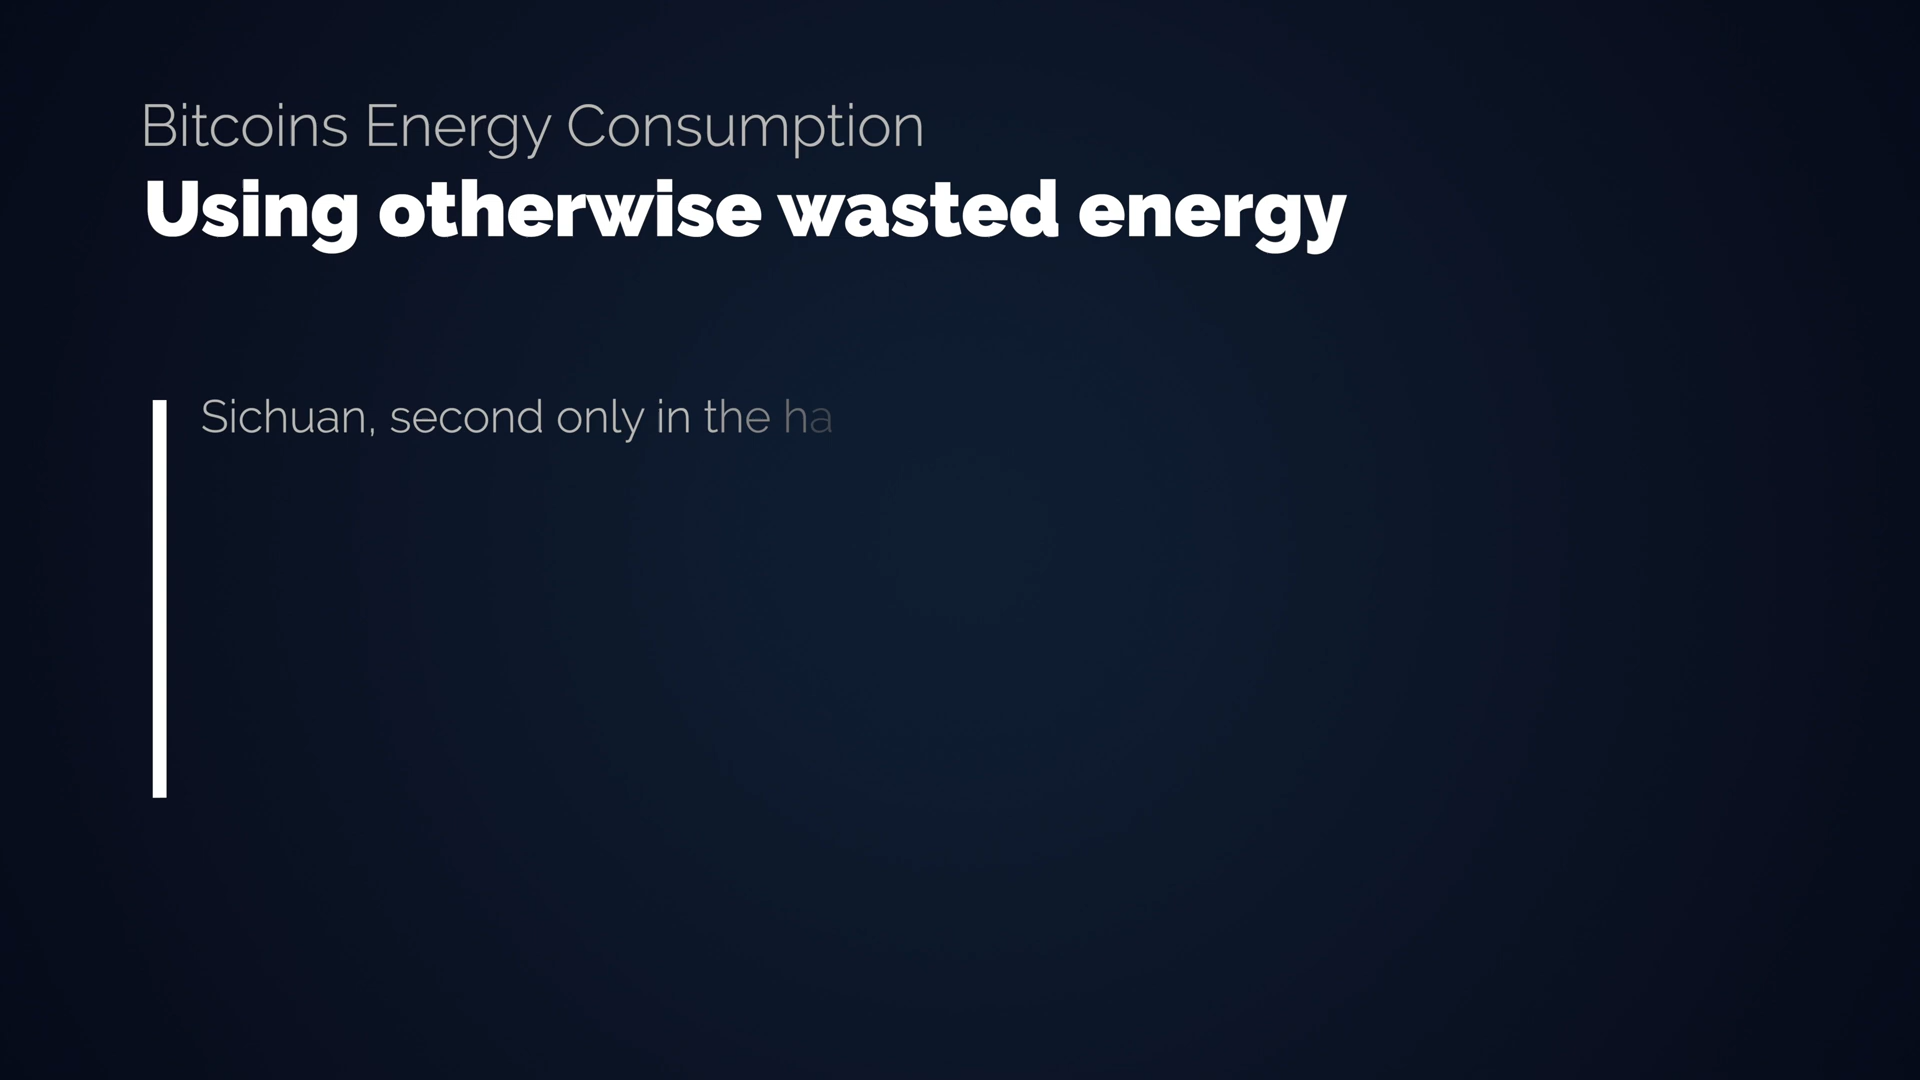 Bitcoins Energy Consumption
Using otherwise wasted energy
Sichuan, second only in the ha